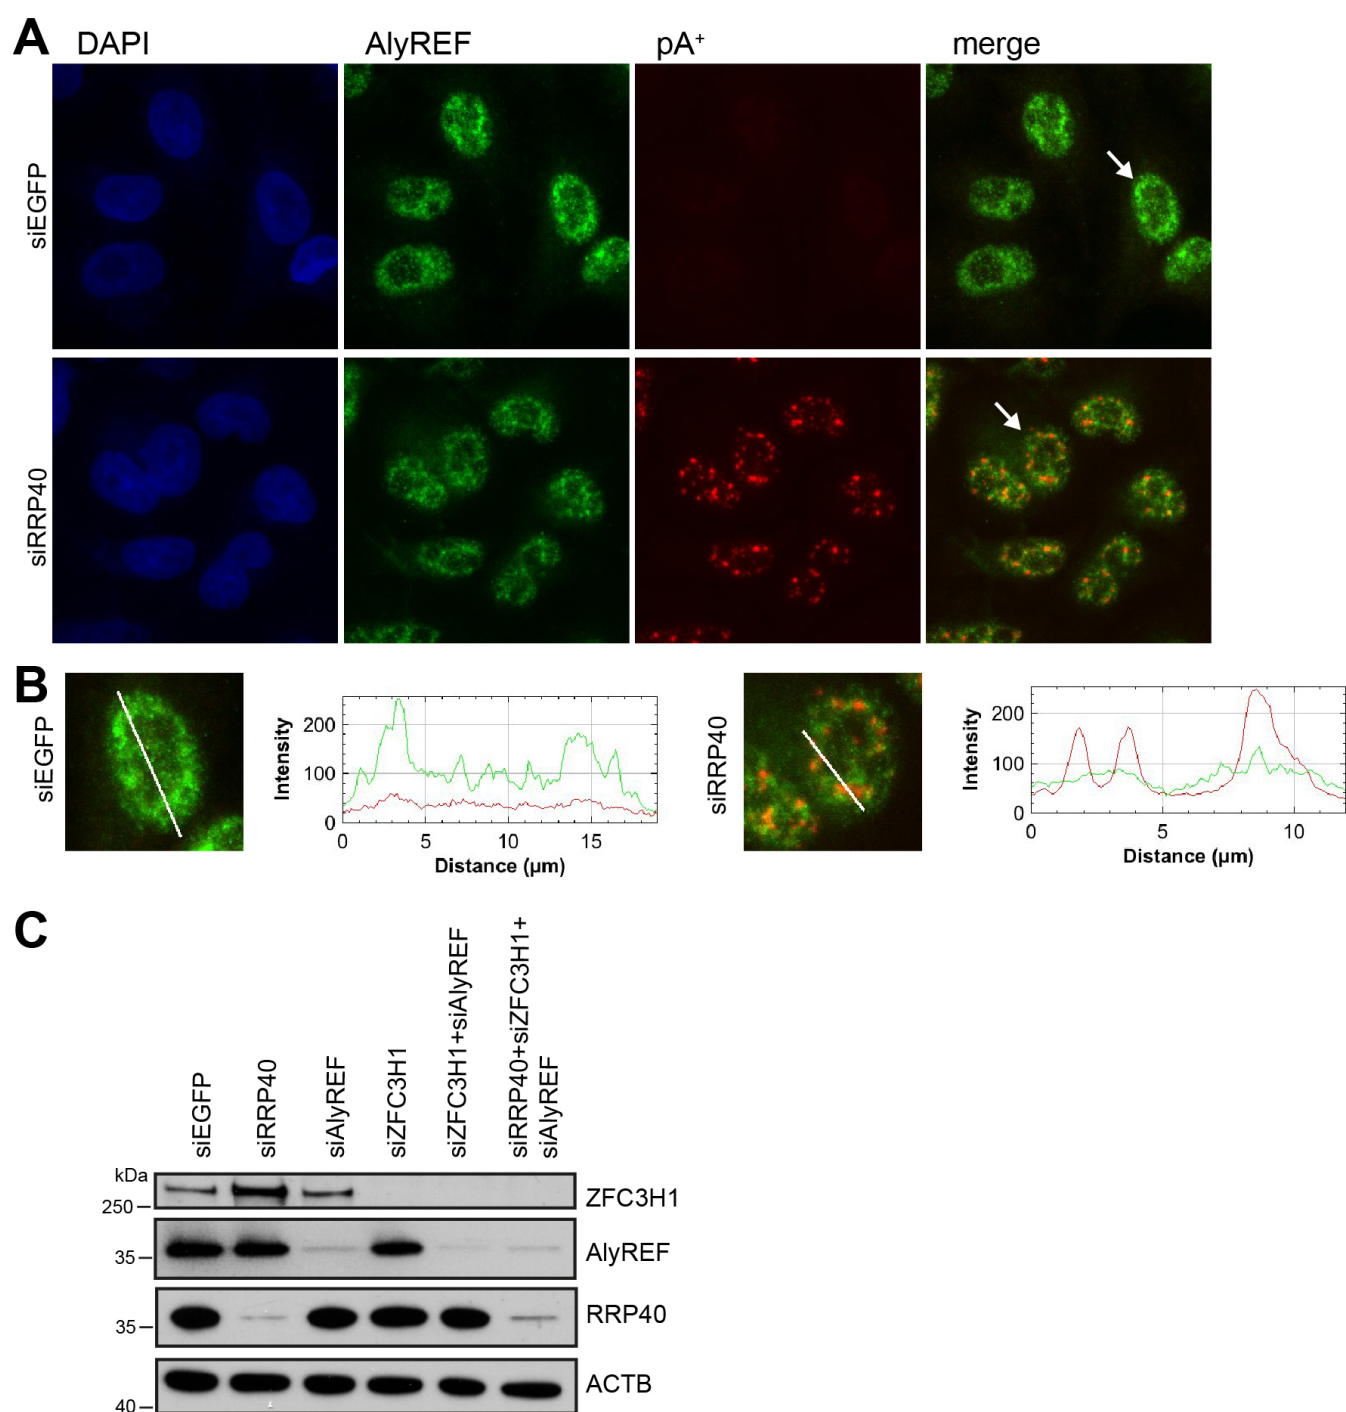 A
DAPI
AlyREF
pA+
merge
siEGFP
siRRP40
B
siEGFP
Intensity
200
100
0
0 5 10 15
Distance (µm)
siRRP40
Intensity
200
100
0
0 5 10
Distance (µm)
C
siEGFP
siRRP40
siAlyREF
siZFC3H1
siZFC3H1+siAlyREF
siRRP40+siZFC3H1+
siAlyREF
kDa
250
ZFC3H1
35
AlyREF
35
RRP40
40
ACTB